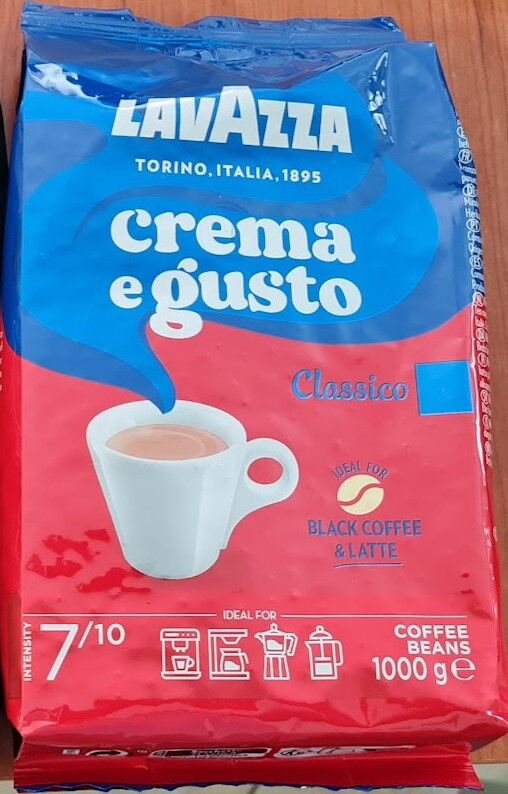 LAVAZZA
TORINO, ITALIA, 1895
crema
e gusto
Classico
IDEAL FOR
BLACK COFFEE
& LATTE
IDEAL FOR
INTENSITY
7/10
COFFEE
BEANS
1000 g ℮